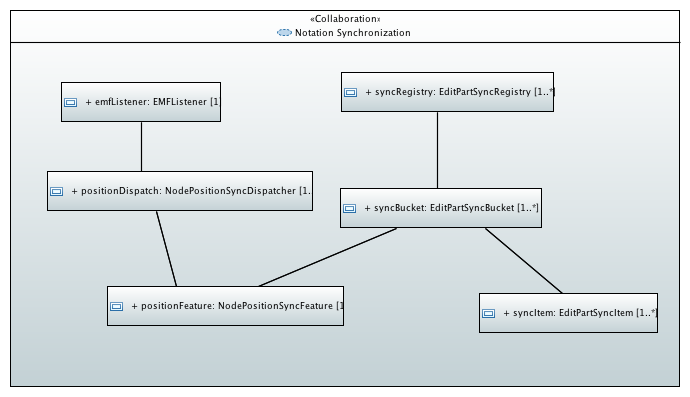 «Collaboration»
Notation Synchronization
+ syncRegistry: EditPartSyncRegistry [1..*]
+ emfListener: EMFListener [1
+ positionDispatch: NodePositionSyncDispatcher [1..
+ syncBucket: EditPartSyncBucket [1..*]
+ positionFeature: NodePositionSyncFeature [1
+ syncItem: EditPartSyncItem [1..*]